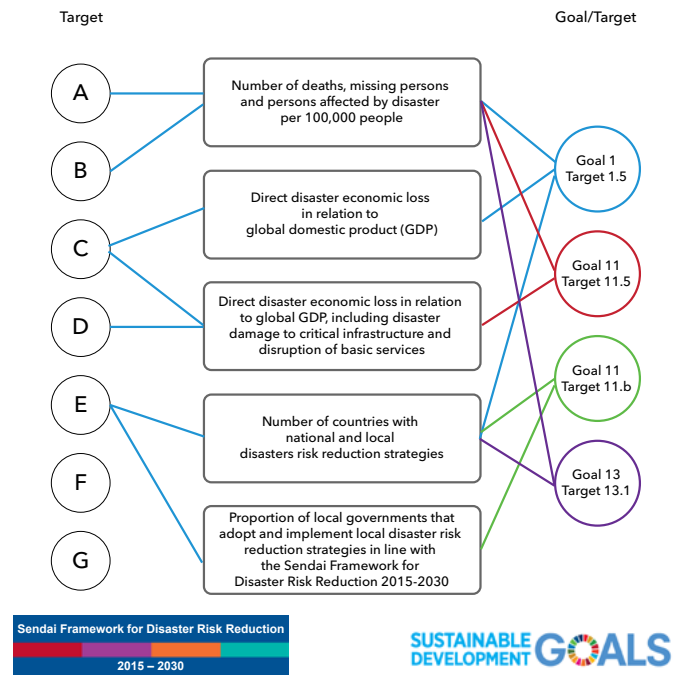 Target
Goal/Target
A
B
C
D
E
F
G
Number of deaths, missing persons
and persons affected by disaster
per 100,000 people
Direct disaster economic loss
in relation to
global domestic product (GDP)
Direct disaster economic loss in relation
to global GDP, including disaster
damage to critical infrastructure and
disruption of basic services
Number of countries with
national and local
disasters risk reduction strategies
Proportion of local governments that
adopt and implement local disaster risk
reduction strategies in line with
the Sendai Framework for
Disaster Risk Reduction 2015-2030
Goal 1
Target 1.5
Goal 11
Target 11.5
Goal 11
Target 11.b
Goal 13
Target 13.1
Sendai Framework for Disaster Risk Reduction
2015 – 2030
SUSTAINABLE
DEVELOPMENT
GOALS